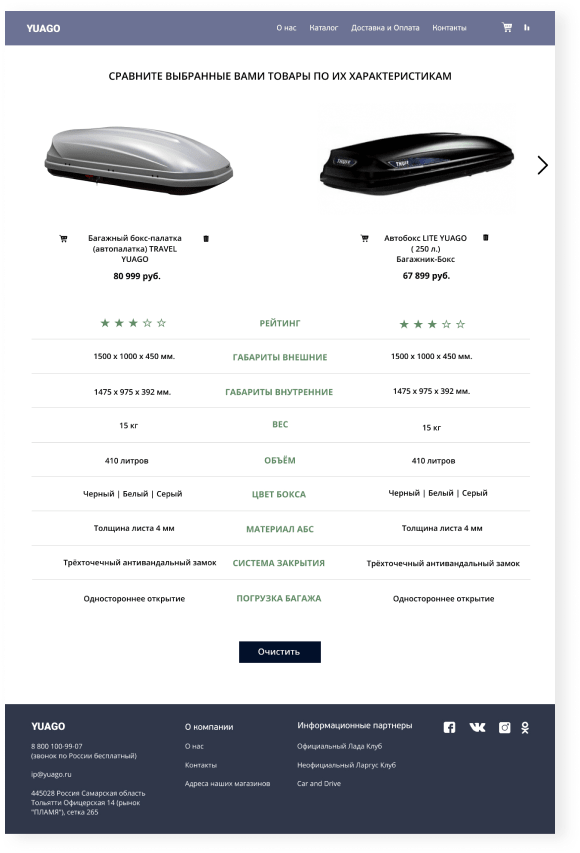 YUAGO
О нас Каталог Доставка и Оплата Контакты
СРАВНИТЕ ВЫБРАННЫЕ ВАМИ ТОВАРЫ ПО ИХ ХАРАКТЕРИСТИКАМ
THULE
Багажный бокс-палатка
(автопалатка) TRAVEL
YUAGO
80 999 руб.
Автобокс LITE YUAGO
( 250 л.)
Багажник-Бокс
67 899 руб.
РЕЙТИНГ
1500 x 1000 x 450 мм. ГАБАРИТЫ ВНЕШНИЕ 1500 x 1000 x 450 мм.
1475 x 975 x 392 мм. ГАБАРИТЫ ВНУТРЕННИЕ 1475 x 975 x 392 мм.
15 кг ВЕС 15 кг
410 литров ОБЪЁМ 410 литров
Черный | Белый | Серый ЦВЕТ БОКСА Черный | Белый | Серый
Толщина листа 4 мм МАТЕРИАЛ АБС Толщина листа 4 мм
Трёхточечный антивандальный замок СИСТЕМА ЗАКРЫТИЯ Трёхточечный антивандальный замок
Одностороннее открытие ПОГРУЗКА БАГАЖА Одностороннее открытие
Очистить
YUAGO
8 800 100-99-07
(звонок по России бесплатный)
ip@yuago.ru
445028 Россия Самарская область
Тольятти Офицерская 14 (рынок
"ПЛАМЯ"), сетка 265
О компании
О нас
Контакты
Адреса наших магазинов
Информационные партнеры
Официальный Лада Клуб
Неофициальный Ларгус Клуб
Car and Drive